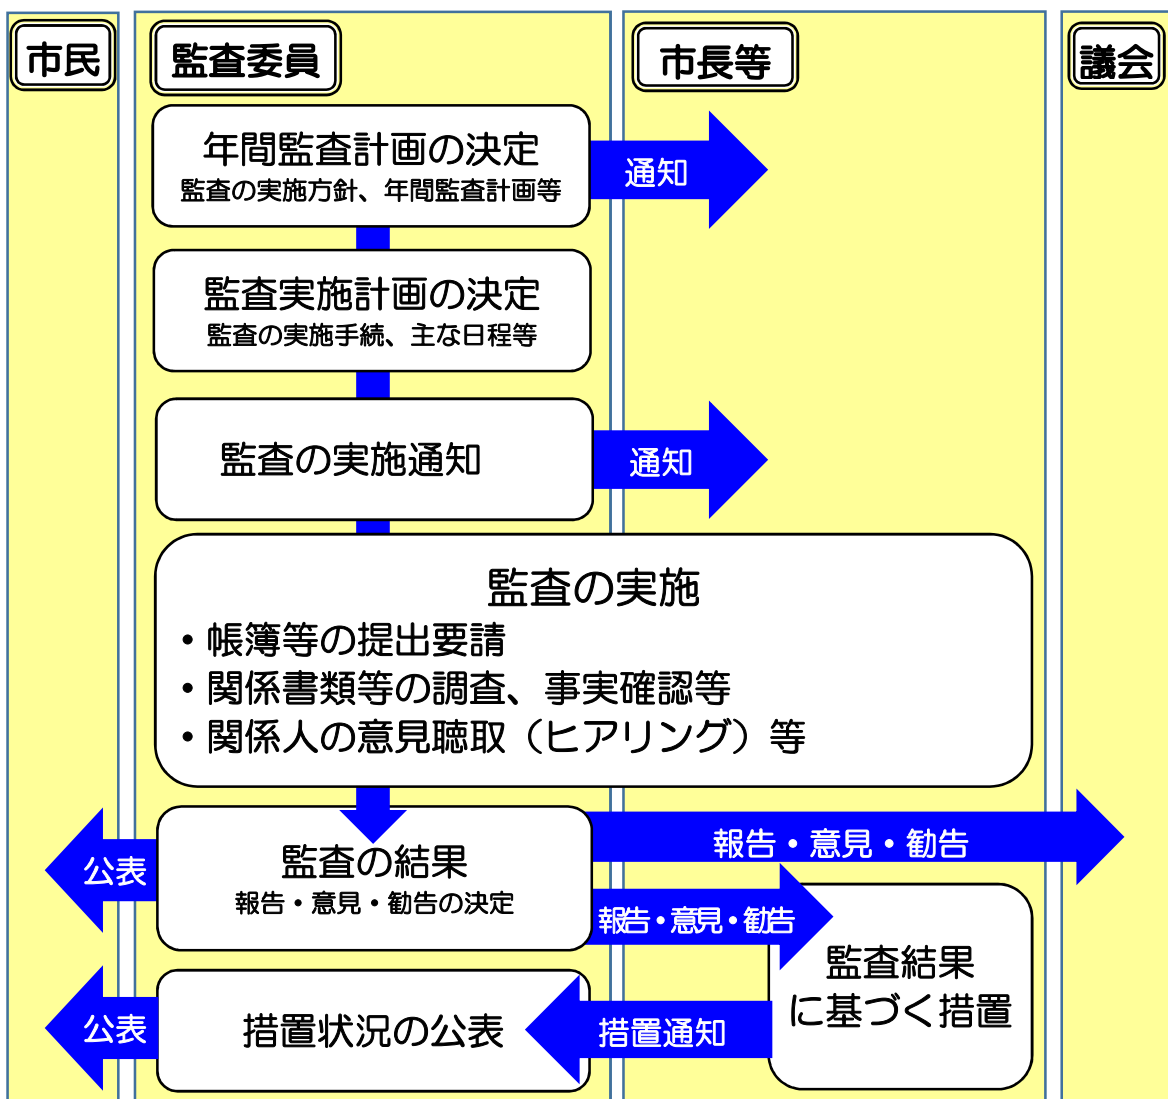 市民
監査委員
市長等
議会
年間監査計画の決定
監査の実施方針、年間監査計画等
通知
監査実施計画の決定
監査の実施手続、主な日程等
監査の実施通知
通知
監査の実施
・帳簿等の提出要請
・関係書類等の調査、事実確認等
・関係人の意見聴取（ヒアリング）等
報告・意見・勧告
公表
監査の結果
報告・意見・勧告の決定
報告・意見・勧告
監査結果
に基づく措置
公表
措置状況の公表
措置通知